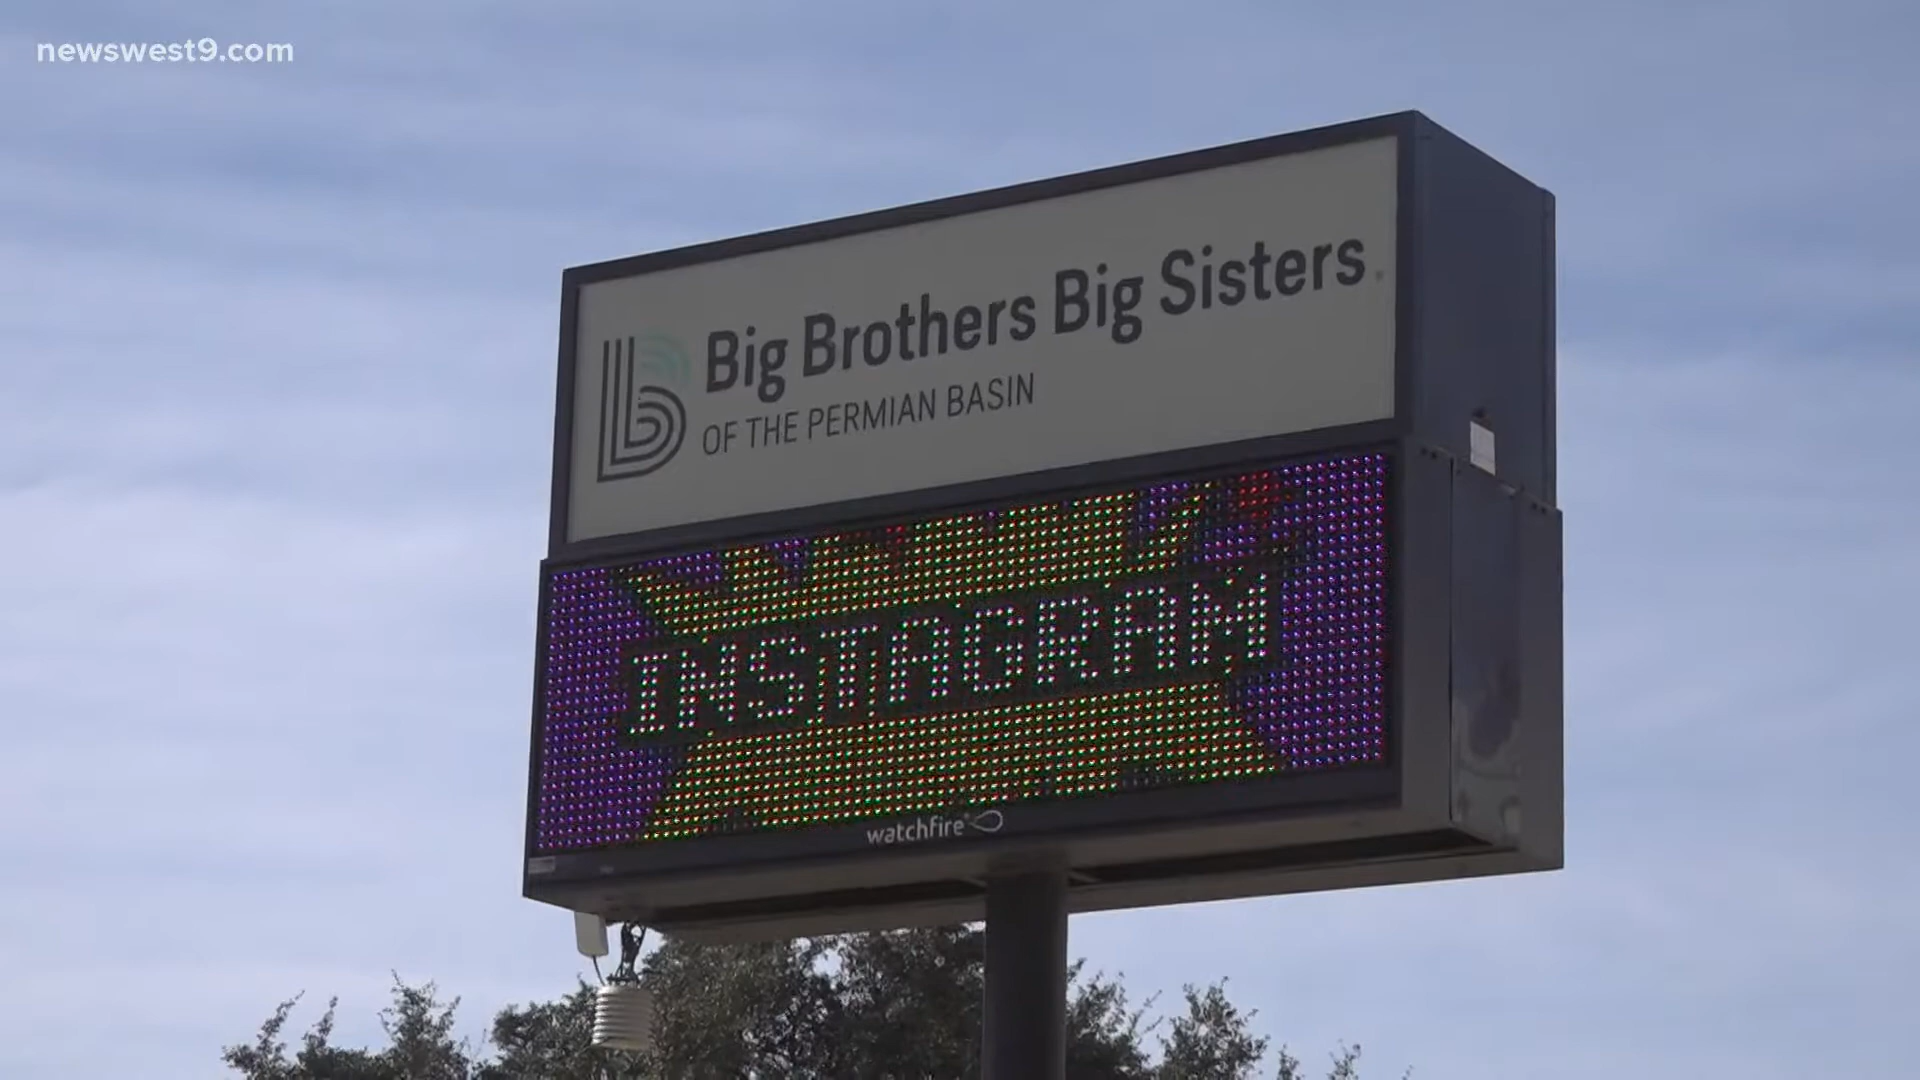 newswest9.com
Big Brothers Big Sisters.
OF THE PERMIAN BASIN
INSTAGRAM
watchfire